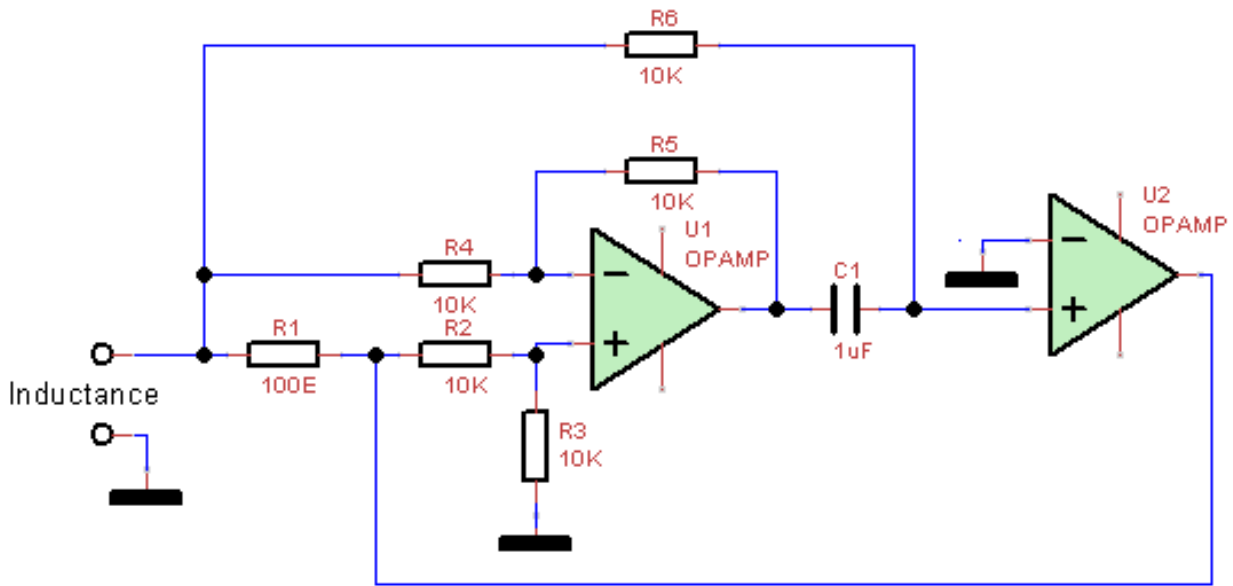 R6
10K
R5
10K
U1
OPAMP
U2
OPAMP
R4
10K
C1
1uF
R1
100E
R2
10K
Inductance
R3
10K